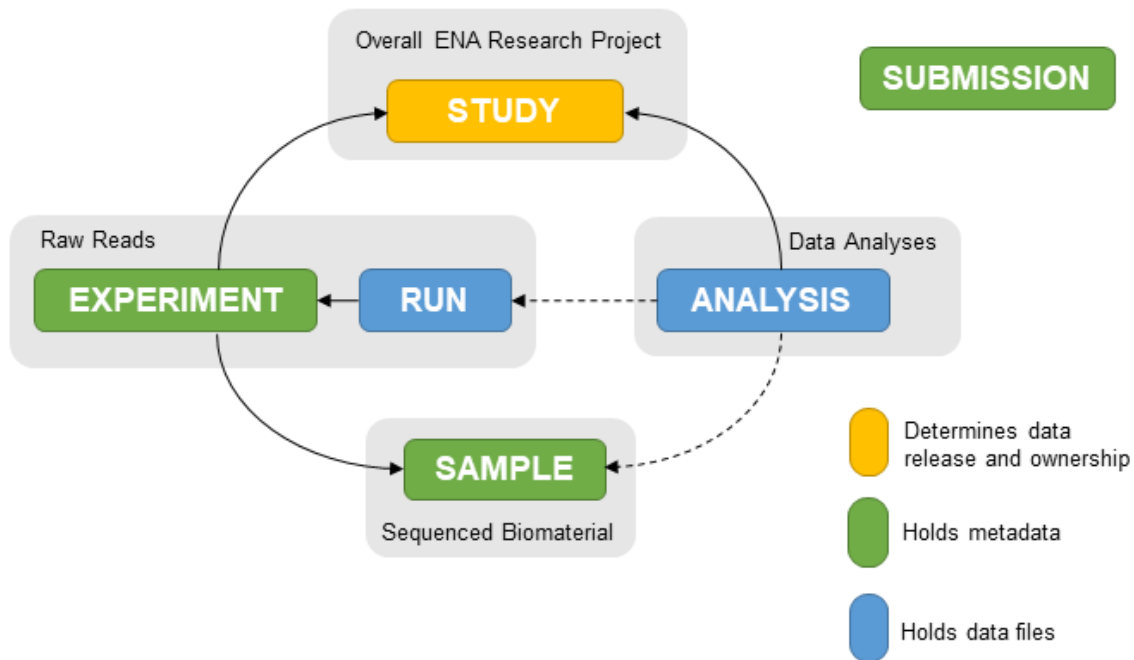 Overall ENA Research Project
STUDY
SUBMISSION
Raw Reads
EXPERIMENT
RUN
Data Analyses
ANALYSIS
SAMPLE
Sequenced Biomaterial
Determines data
release and ownership
Holds metadata
Holds data files